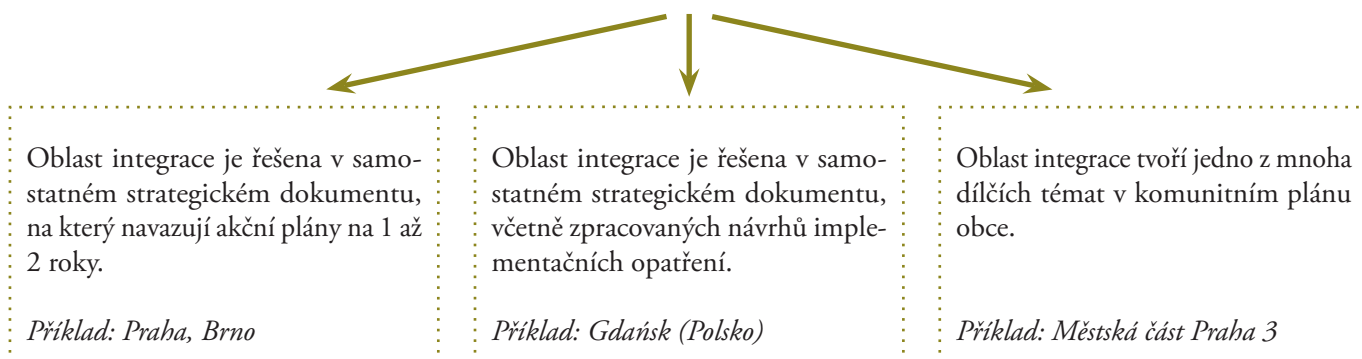 Oblast integrace je řešena v samo-
statném strategickém dokumentu,
na který navazují akční plány na 1 až
2 roky.
Příklad: Praha, Brno
Oblast integrace je řešena v samo-
statném strategickém dokumentu,
včetně zpracovaných návrhů imple-
mentačních opatření.
Příklad: Gdańsk (Polsko)
Oblast integrace tvoří jedno z mnoha
dílčích témat v komunitním plánu
obce.
Příklad: Městská část Praha 3